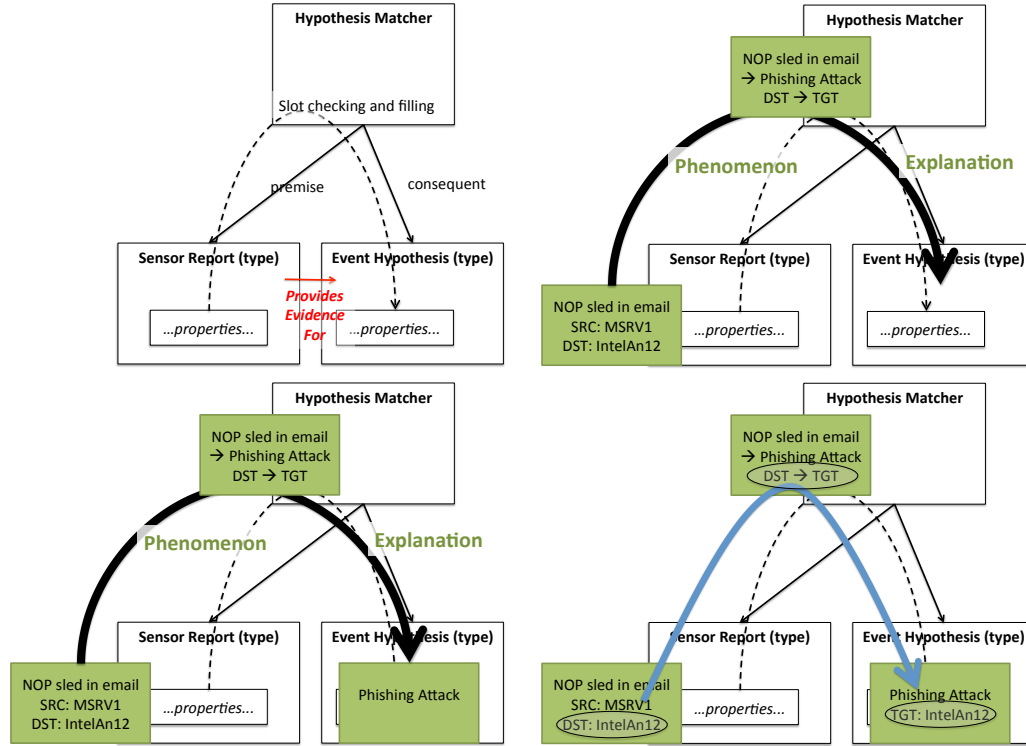 Hypothesis Matcher
Slot checking and filling
premise
consequent
Sensor Report (type)
Event Hypothesis (type)
Provides
Evidence
For
...properties...
...properties...
Hypothesis Matcher
NOP sled in email
→ Phishing Attack
DST → TGT
Phenomenon
Explanation
Sensor Report (type)
Event Hypothesis (type)
NOP sled in email
SRC: MSRV1
DST: IntelAn12
...properties...
...properties...
Hypothesis Matcher
NOP sled in email
→ Phishing Attack
DST → TGT
Phenomenon
Explanation
Sensor Report (type)
Event Hypothesis (type)
NOP sled in email
SRC: MSRV1
DST: IntelAn12
...properties...
Phishing Attack
Hypothesis Matcher
NOP sled in email
→ Phishing Attack
DST → TGT
Sensor Report (type)
Event Hypothesis (type)
NOP sled in email
SRC: MSRV1
DST: IntelAn12
...properties...
Phishing Attack
TGT: IntelAn12